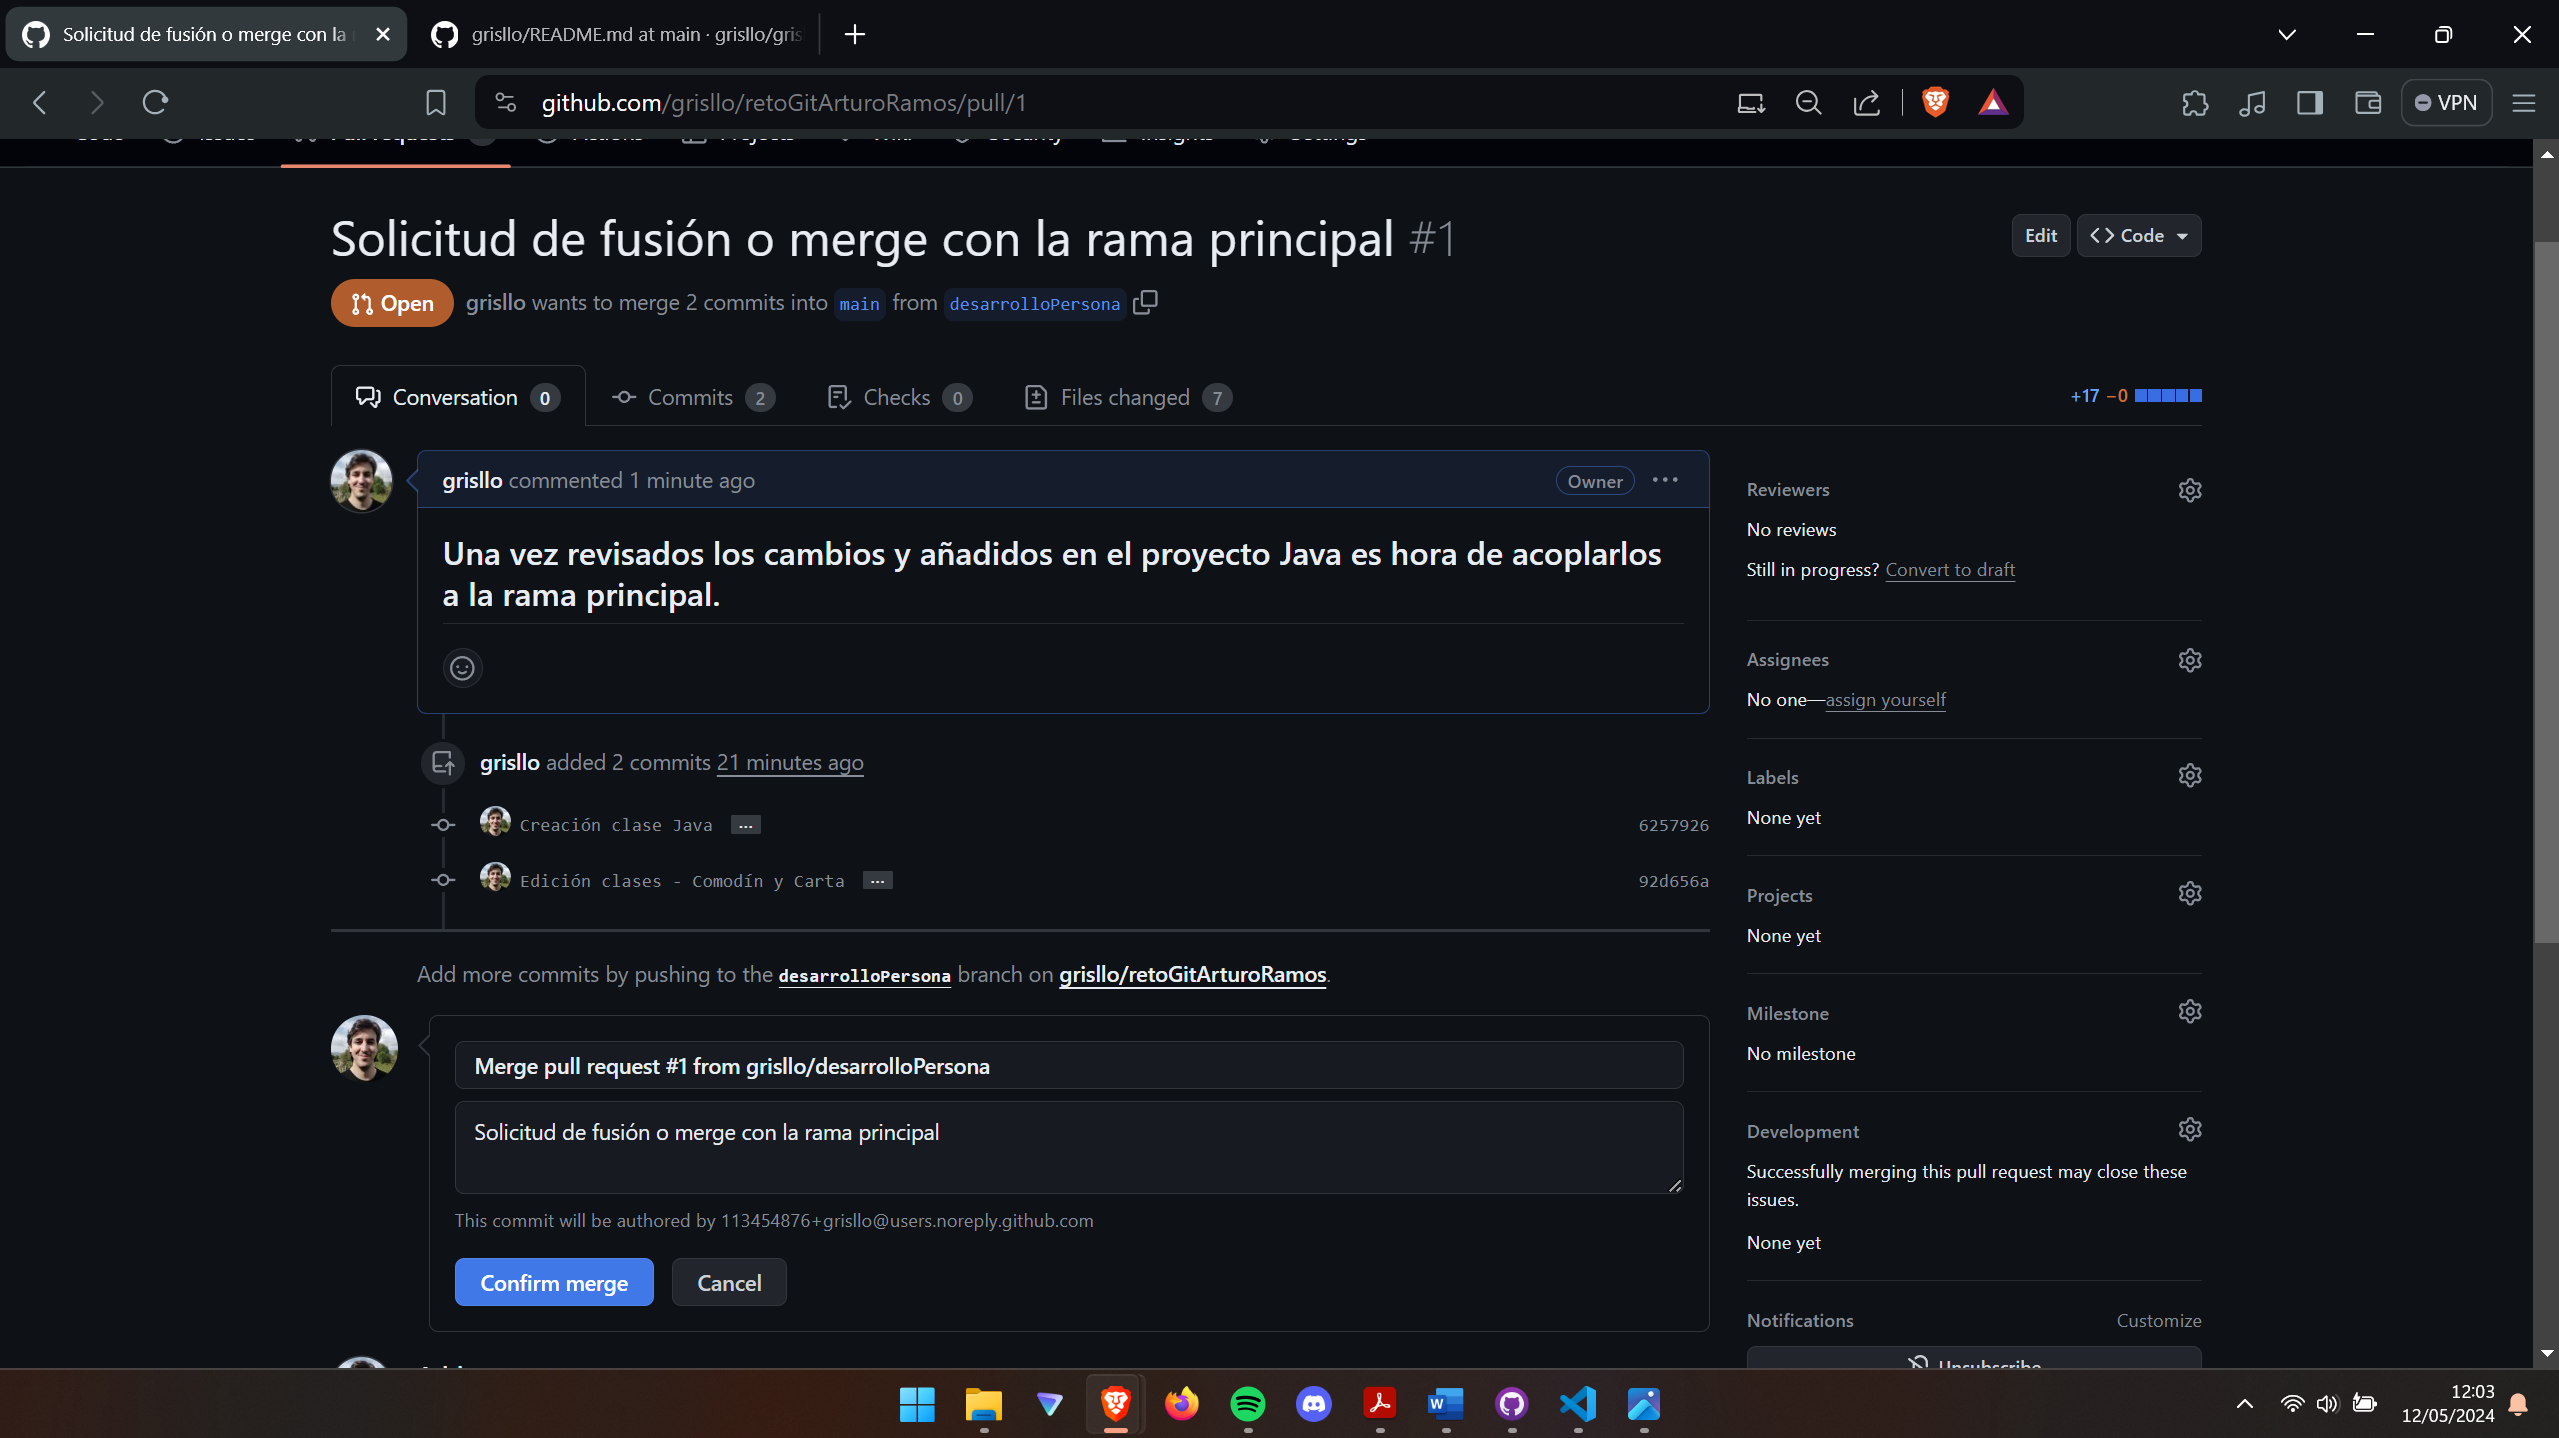 Solicitud de fusión o merge con la
grisllo/README.md at main · grisllo/gris
github.com/grisllo/retoGitArturoRamos/pull/1
VPN
Solicitud de fusión o merge con la rama principal #1
Edit
Code
Open
grisllo wants to merge 2 commits into main from desarrolloPersona
Conversation 0
Commits 2
Checks 0
Files changed 7
+17 −0
grisllo commented 1 minute ago
Owner
Una vez revisados los cambios y añadidos en el proyecto Java es hora de acoplarlos
a la rama principal.
grisllo added 2 commits 21 minutes ago
Creación clase Java ...
6257926
Edición clases - Comodín y Carta ...
92d656a
Add more commits by pushing to the desarrolloPersona branch on grisllo/retoGitArturoRamos.
Merge pull request #1 from grisllo/desarrolloPersona
Solicitud de fusión o merge con la rama principal
This commit will be authored by 113454876+grisllo@users.noreply.github.com
Confirm merge
Cancel
Reviewers
No reviews
Still in progress? Convert to draft
Assignees
No one—assign yourself
Labels
None yet
Projects
None yet
Milestone
No milestone
Development
Successfully merging this pull request may close these
issues.
None yet
Notifications
Customize
Unsubscribe
12:03
12/05/2024